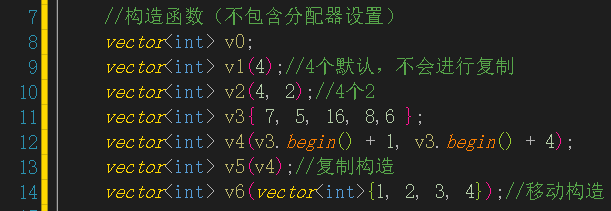 7 //构造函数（不包含分配器设置）
8 vector<int> v0;
9 vector<int> v1(4);//4个默认，不会进行复制
10 vector<int> v2(4, 2);//4个2
11 vector<int> v3{ 7, 5, 16, 8,6 };
12 vector<int> v4(v3.begin() + 1, v3.begin() + 4);
13 vector<int> v5(v4);//复制构造
14 vector<int> v6(vector<int>{1, 2, 3, 4});//移动构造